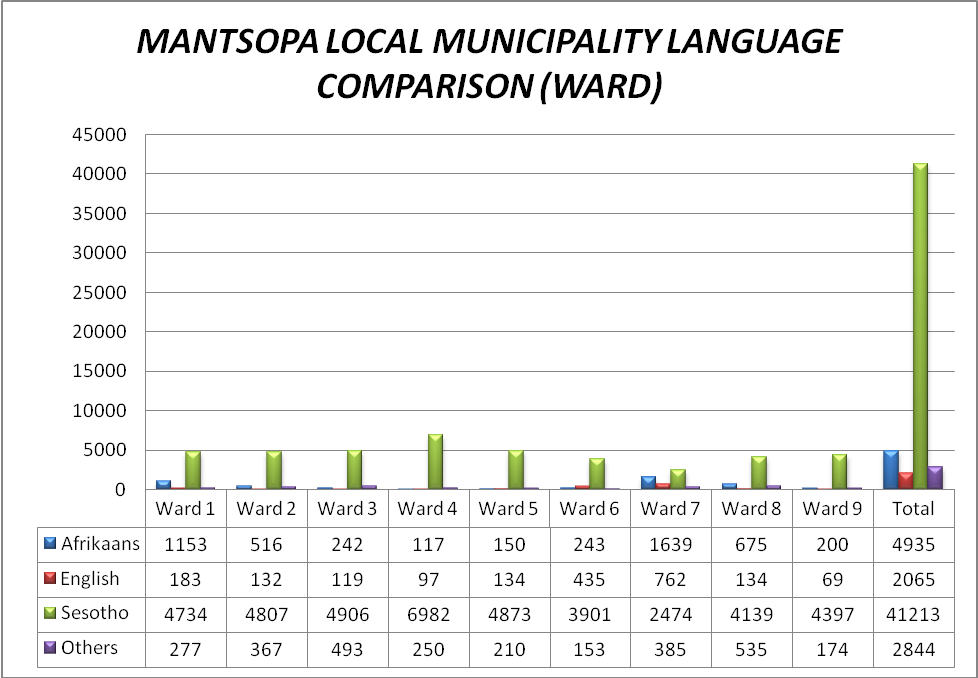 MANTSOPA LOCAL MUNICIPALITY LANGUAGE
COMPARISON (WARD)
45000
40000
35000
30000
25000
20000
15000
10000
5000
0
Ward 1 Ward 2 Ward 3 Ward 4 Ward 5 Ward 6 Ward 7 Ward 8 Ward 9 Total
Afrikaans 1153 516 242 117 150 243 1639 675 200 4935
English 183 132 119 97 134 435 762 134 69 2065
Sesotho 4734 4807 4906 6982 4873 3901 2474 4139 4397 41213
Others 277 367 493 250 210 153 385 535 174 2844